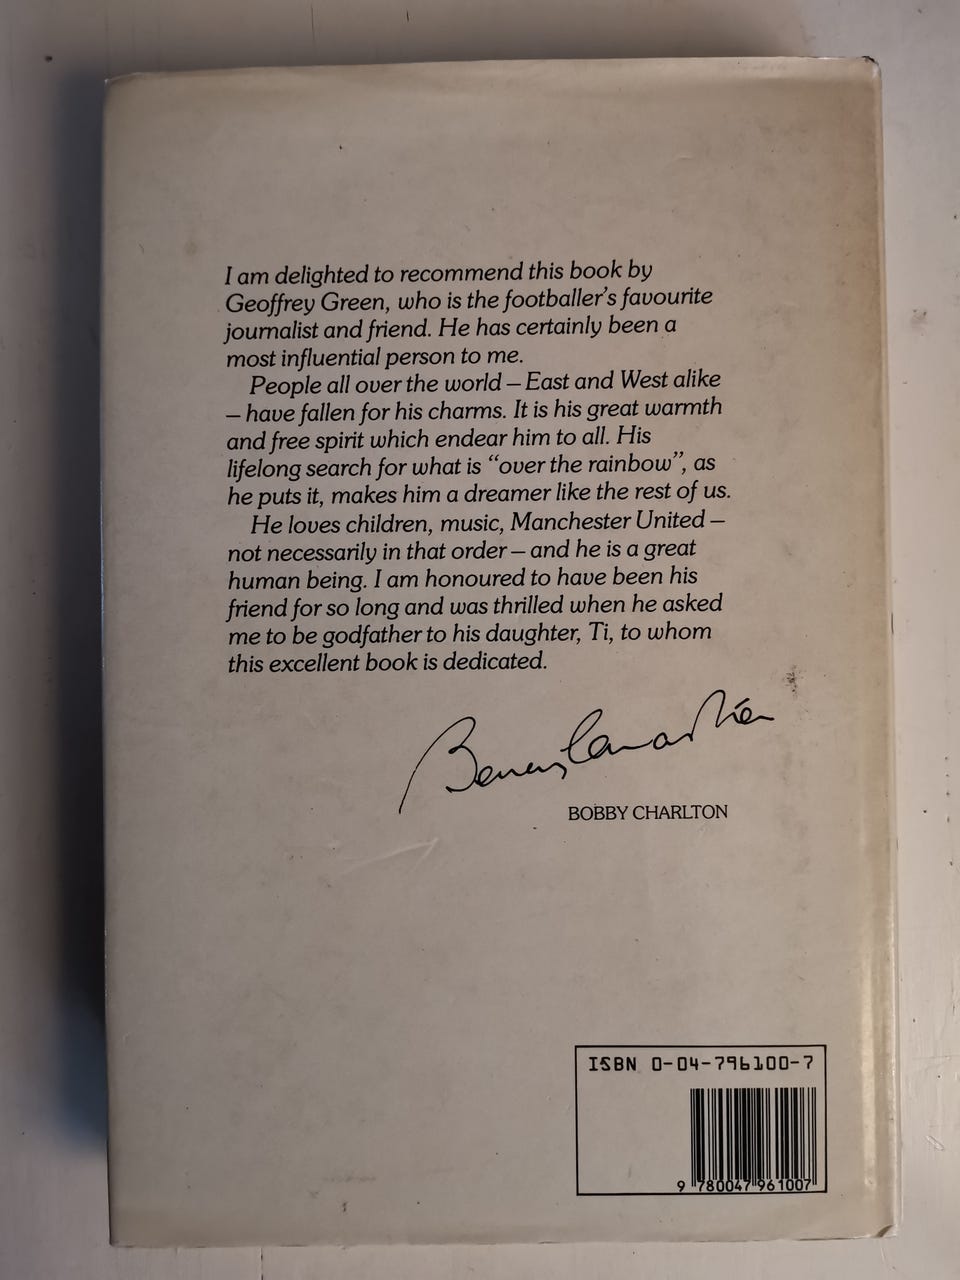 I am delighted to recommend this book by
Geoffrey Green, who is the footballer's favourite
journalist and friend. He has certainly been a
most influential person to me.
People all over the world – East and West alike
– have fallen for his charms. It is his great warmth
and free spirit which endear him to all. His
lifelong search for what is “over the rainbow”, as
he puts it, makes him a dreamer like the rest of us.
He loves children, music, Manchester United –
not necessarily in that order – and he is a great
human being. I am honoured to have been his
friend for so long and was thrilled when he asked
me to be godfather to his daughter, Ti, to whom
this excellent book is dedicated.
BOBBY CHARLTON
ISBN 0-04-796100-7
9 780047 961007